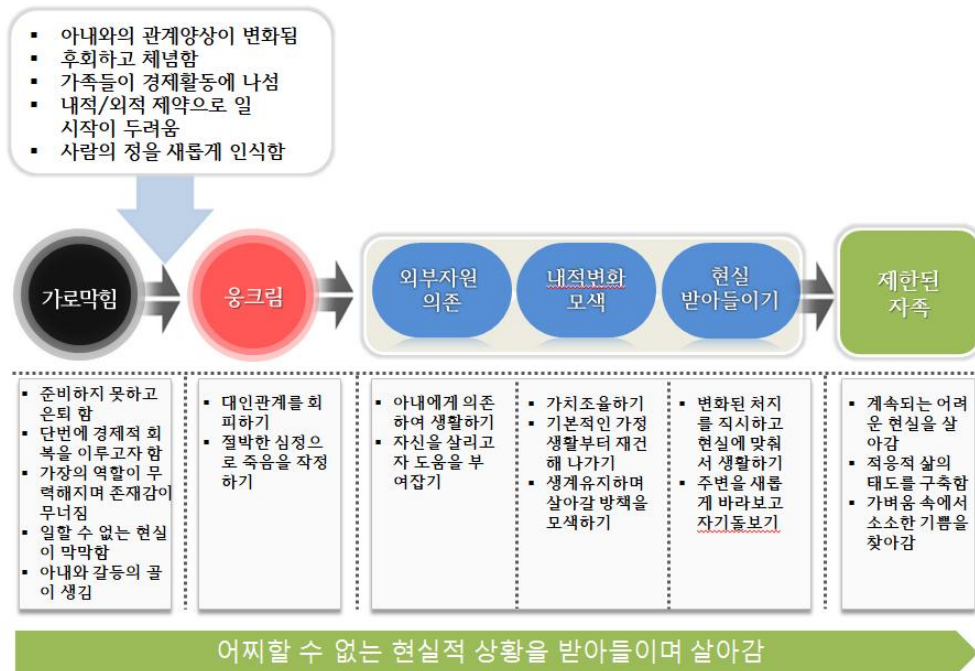 ▪ 아내와의 관계양상이 변화됨
▪ 후회하고 체념함
▪ 가족들이 경제활동에 나섬
▪ 내적/외적 제약으로 일
시작이 두려움
▪ 사람의 정을 새롭게 인식함
가로막힘
웅크림
외부자원
의존
내적변화
모색
현실
받아들이기
제한된
자족
▪ 준비하지 못하고
은퇴 함
▪ 단번에 경제적 회
복을 이루고자 함
▪ 가장의 역할이 무
력해지며 존재감이
무너짐
▪ 일할 수 없는 현실
이 막막함
▪ 아내와 갈등의 골
이 생김
▪ 대인관계를 회
피하기
▪ 절박한 심정으
로 죽음을 작정
하기
▪ 아내에게 의존
하여 생활하기
▪ 자신을 살리고
자 도움을 부
여잡기
▪ 가치조율하기
▪ 기본적인 가정
생활부터 재건
해 나가기
▪ 생계유지하며
살아갈 방책을
모색하기
▪ 변화된 처지
를 직시하고
현실에 맞춰
서 생활하기
▪ 주변을 새롭
게 바라보고
자기돌보기
▪ 계속되는 어려
운 현실을 살
아감
▪ 적응적 삶의
태도를 구축함
▪ 가벼움 속에서
소소한 기쁨을
찾아감
어찌할 수 없는 현실적 상황을 받아들이며 살아감